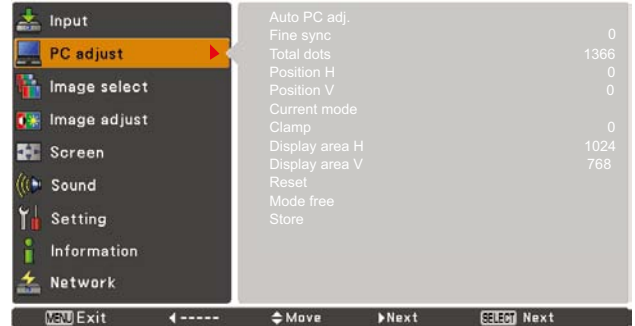 Input
PC adjust
Image select
Image adjust
Screen
Sound
Setting
Information
Network
Auto PC adj.
Fine sync 0
Total dots 1366
Position H 0
Position V 0
Current mode
Clamp 0
Display area H 1024
Display area V 768
Reset
Mode free
Store
MENU Exit ◀----- ⬍Move ▶Next SELECT Next